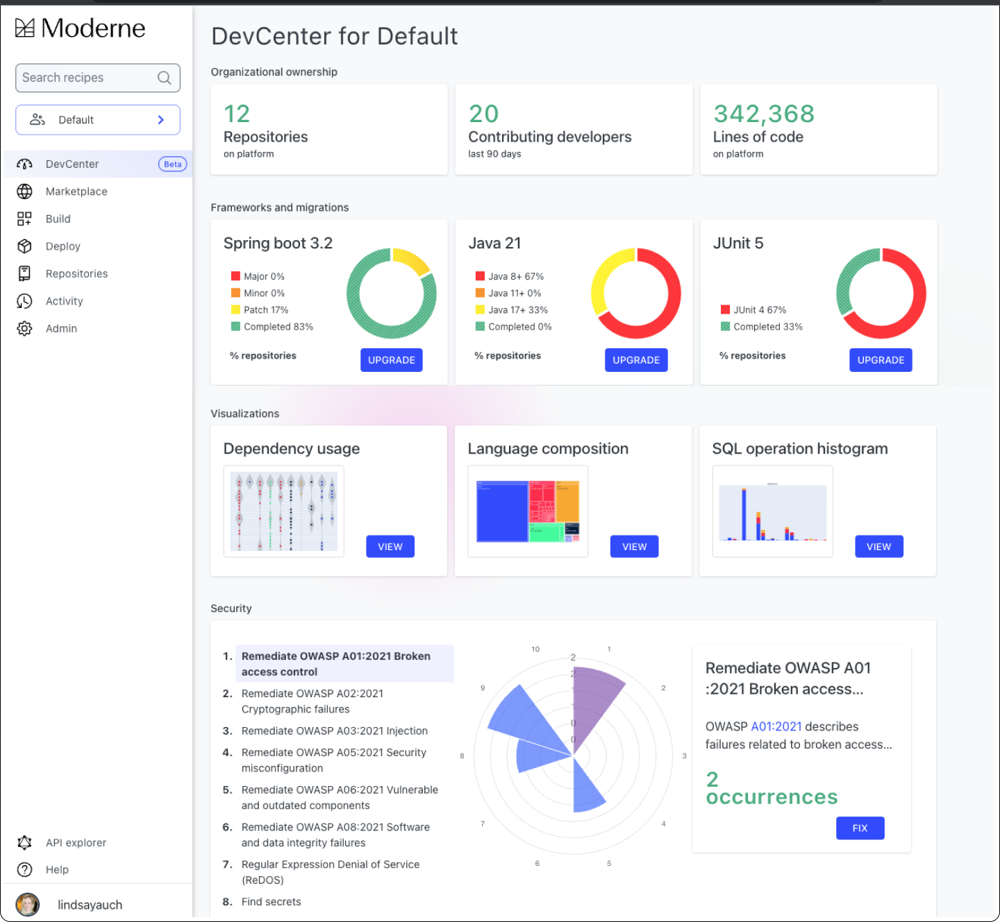 Moderne
Search recipes
Default
DevCenter
Beta
Marketplace
Build
Deploy
Repositories
Activity
Admin
API explorer
Help
lindsayauch
DevCenter for Default
Organizational ownership
12
Repositories
on platform
20
Contributing developers
last 90 days
342,368
Lines of code
on platform
Frameworks and migrations
Spring boot 3.2
Major 0%
Minor 0%
Patch 17%
Completed 83%
% repositories
UPGRADE
Java 21
Java 8+ 67%
Java 11+ 0%
Java 17+ 33%
Completed 0%
% repositories
UPGRADE
JUnit 5
JUnit 4 67%
Completed 33%
% repositories
UPGRADE
Visualizations
Dependency usage
VIEW
Language composition
VIEW
SQL operation histogram
VIEW
Security
1. Remediate OWASP A01:2021 Broken
access control
2. Remediate OWASP A02:2021
Cryptographic failures
3. Remediate OWASP A03:2021 Injection
4. Remediate OWASP A05:2021 Security
misconfiguration
5. Remediate OWASP A06:2021 Vulnerable
and outdated components
6. Remediate OWASP A08:2021 Software
and data integrity failures
7. Regular Expression Denial of Service
(ReDOS)
8. Find secrets
10
1
2
2
9
2
1
1
0
0
8
3
7
4
6
5
Remediate OWASP A01
:2021 Broken access...
OWASP A01:2021 describes
failures related to broken access...
2
occurrences
FIX